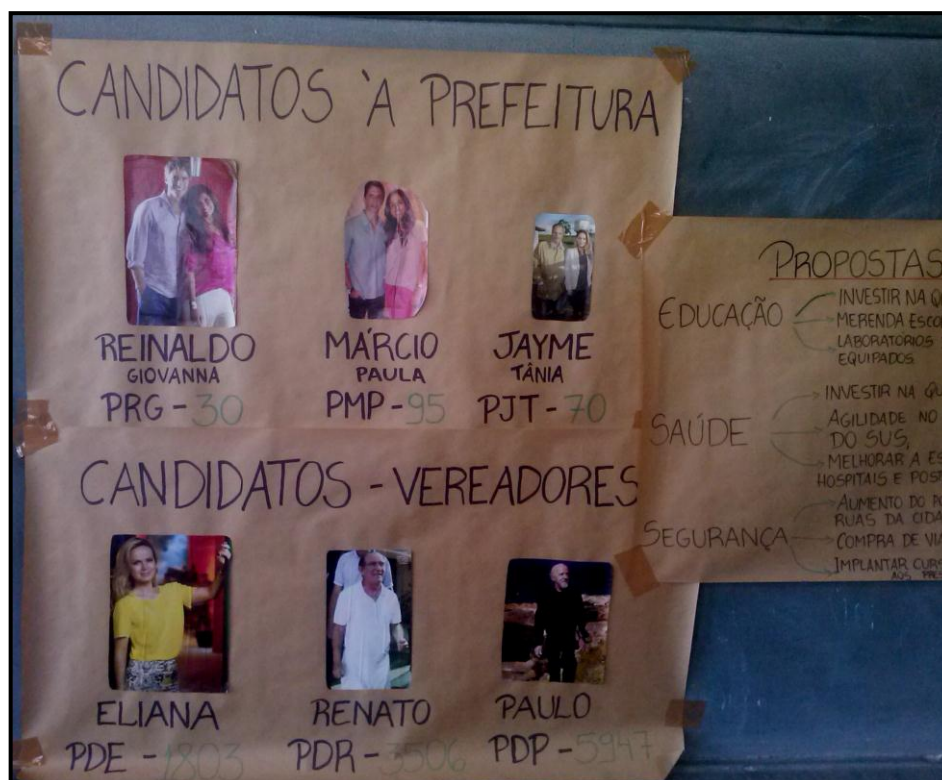 CANDIDATOS À PREFEITURA
REINALDO
GIOVANNA
PRG - 30
MÁRCIO
PAULA
PMP - 95
JAYME
TÂNIA
PJT - 70
CANDIDATOS - VEREADORES
ELIANA
PDE - 1803
RENATO
PDR - 3506
PAULO
PDP - 5947
PROPOSTAS
EDUCAÇÃO
INVESTIR NA
MERENDA
LABORATÓRIOS
EQUIPADOS
SAÚDE
INVESTIR NA
AGILIDADE NO
DO SUS,
MELHORAR A
HOSPITAIS E
SEGURANÇA
AUMENTO DO
RUAS DA
COMPRA DE
IMPLANTAR
AOS